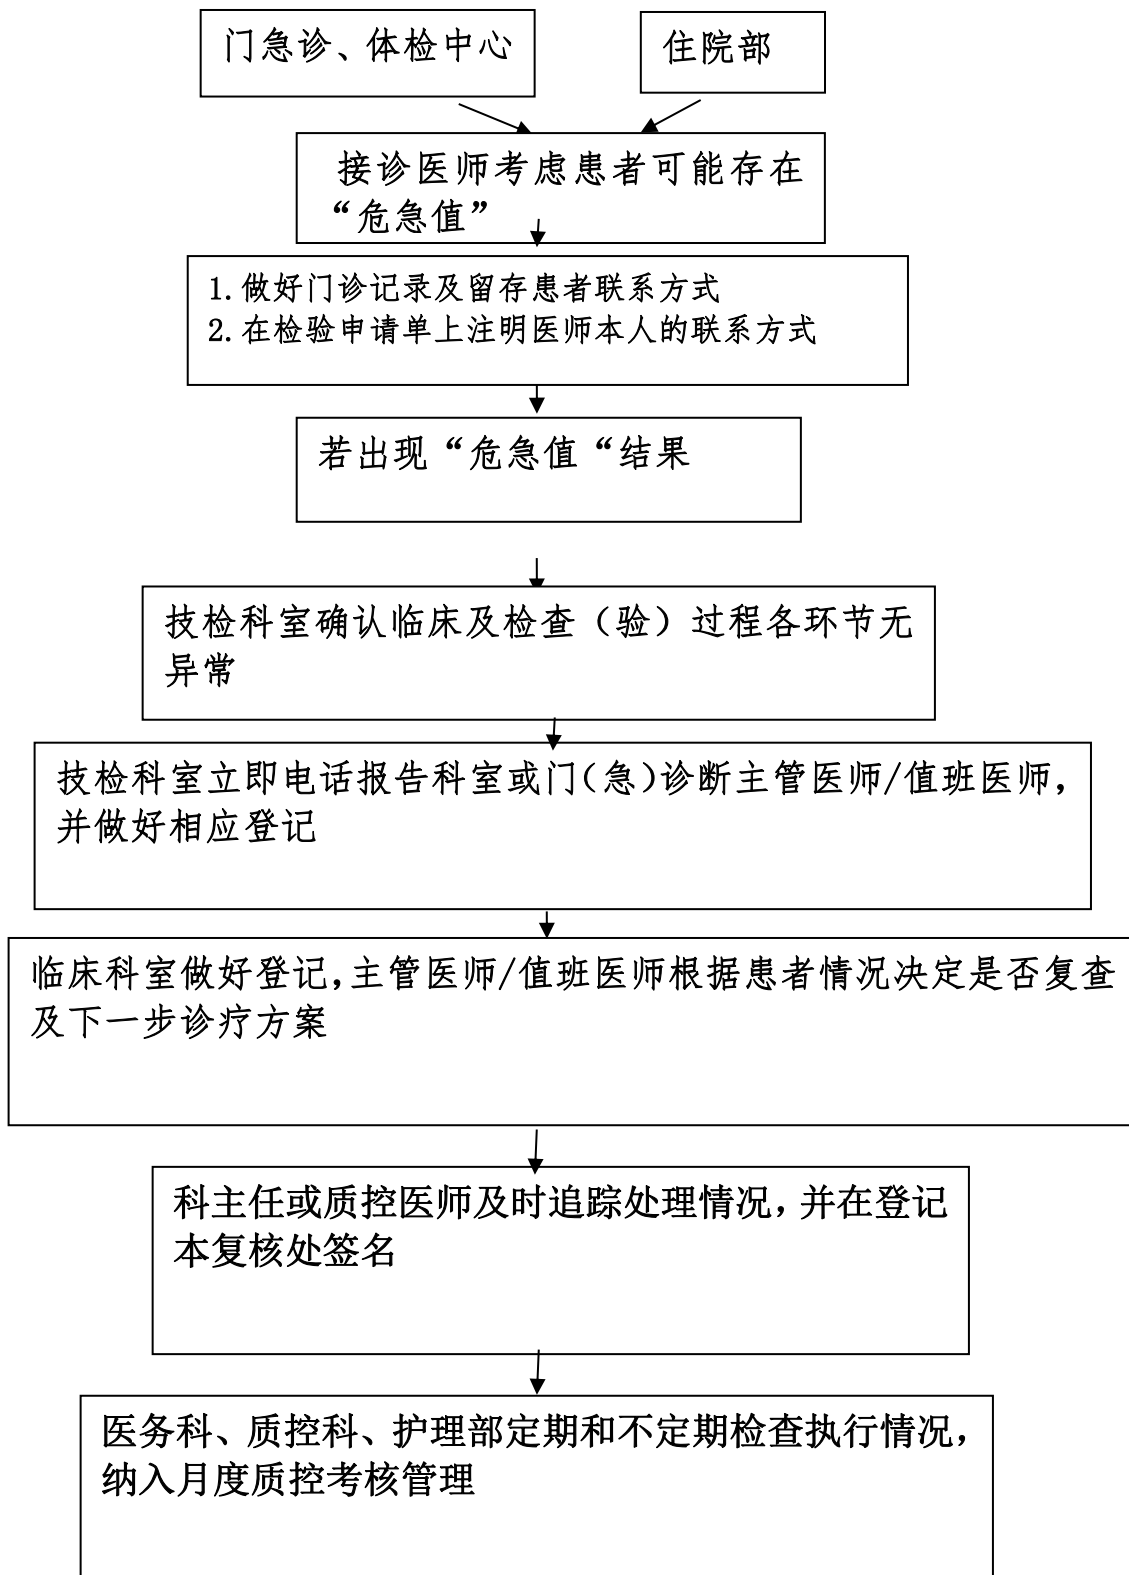 门急诊、体检中心
住院部
接诊医师考虑患者可能存在
“危急值”
1.做好门诊记录及留存患者联系方式
2.在检验申请单上注明医师本人的联系方式
若出现“危急值“结果
技检科室确认临床及检查（验）过程各环节无
异常
技检科室立即电话报告科室或门(急)诊断主管医师/值班医师，
并做好相应登记
临床科室做好登记，主管医师/值班医师根据患者情况决定是否复查
及下一步诊疗方案
科主任或质控医师及时追踪处理情况，并在登记
本复核处签名
医务科、质控科、护理部定期和不定期检查执行情况，
纳入月度质控考核管理